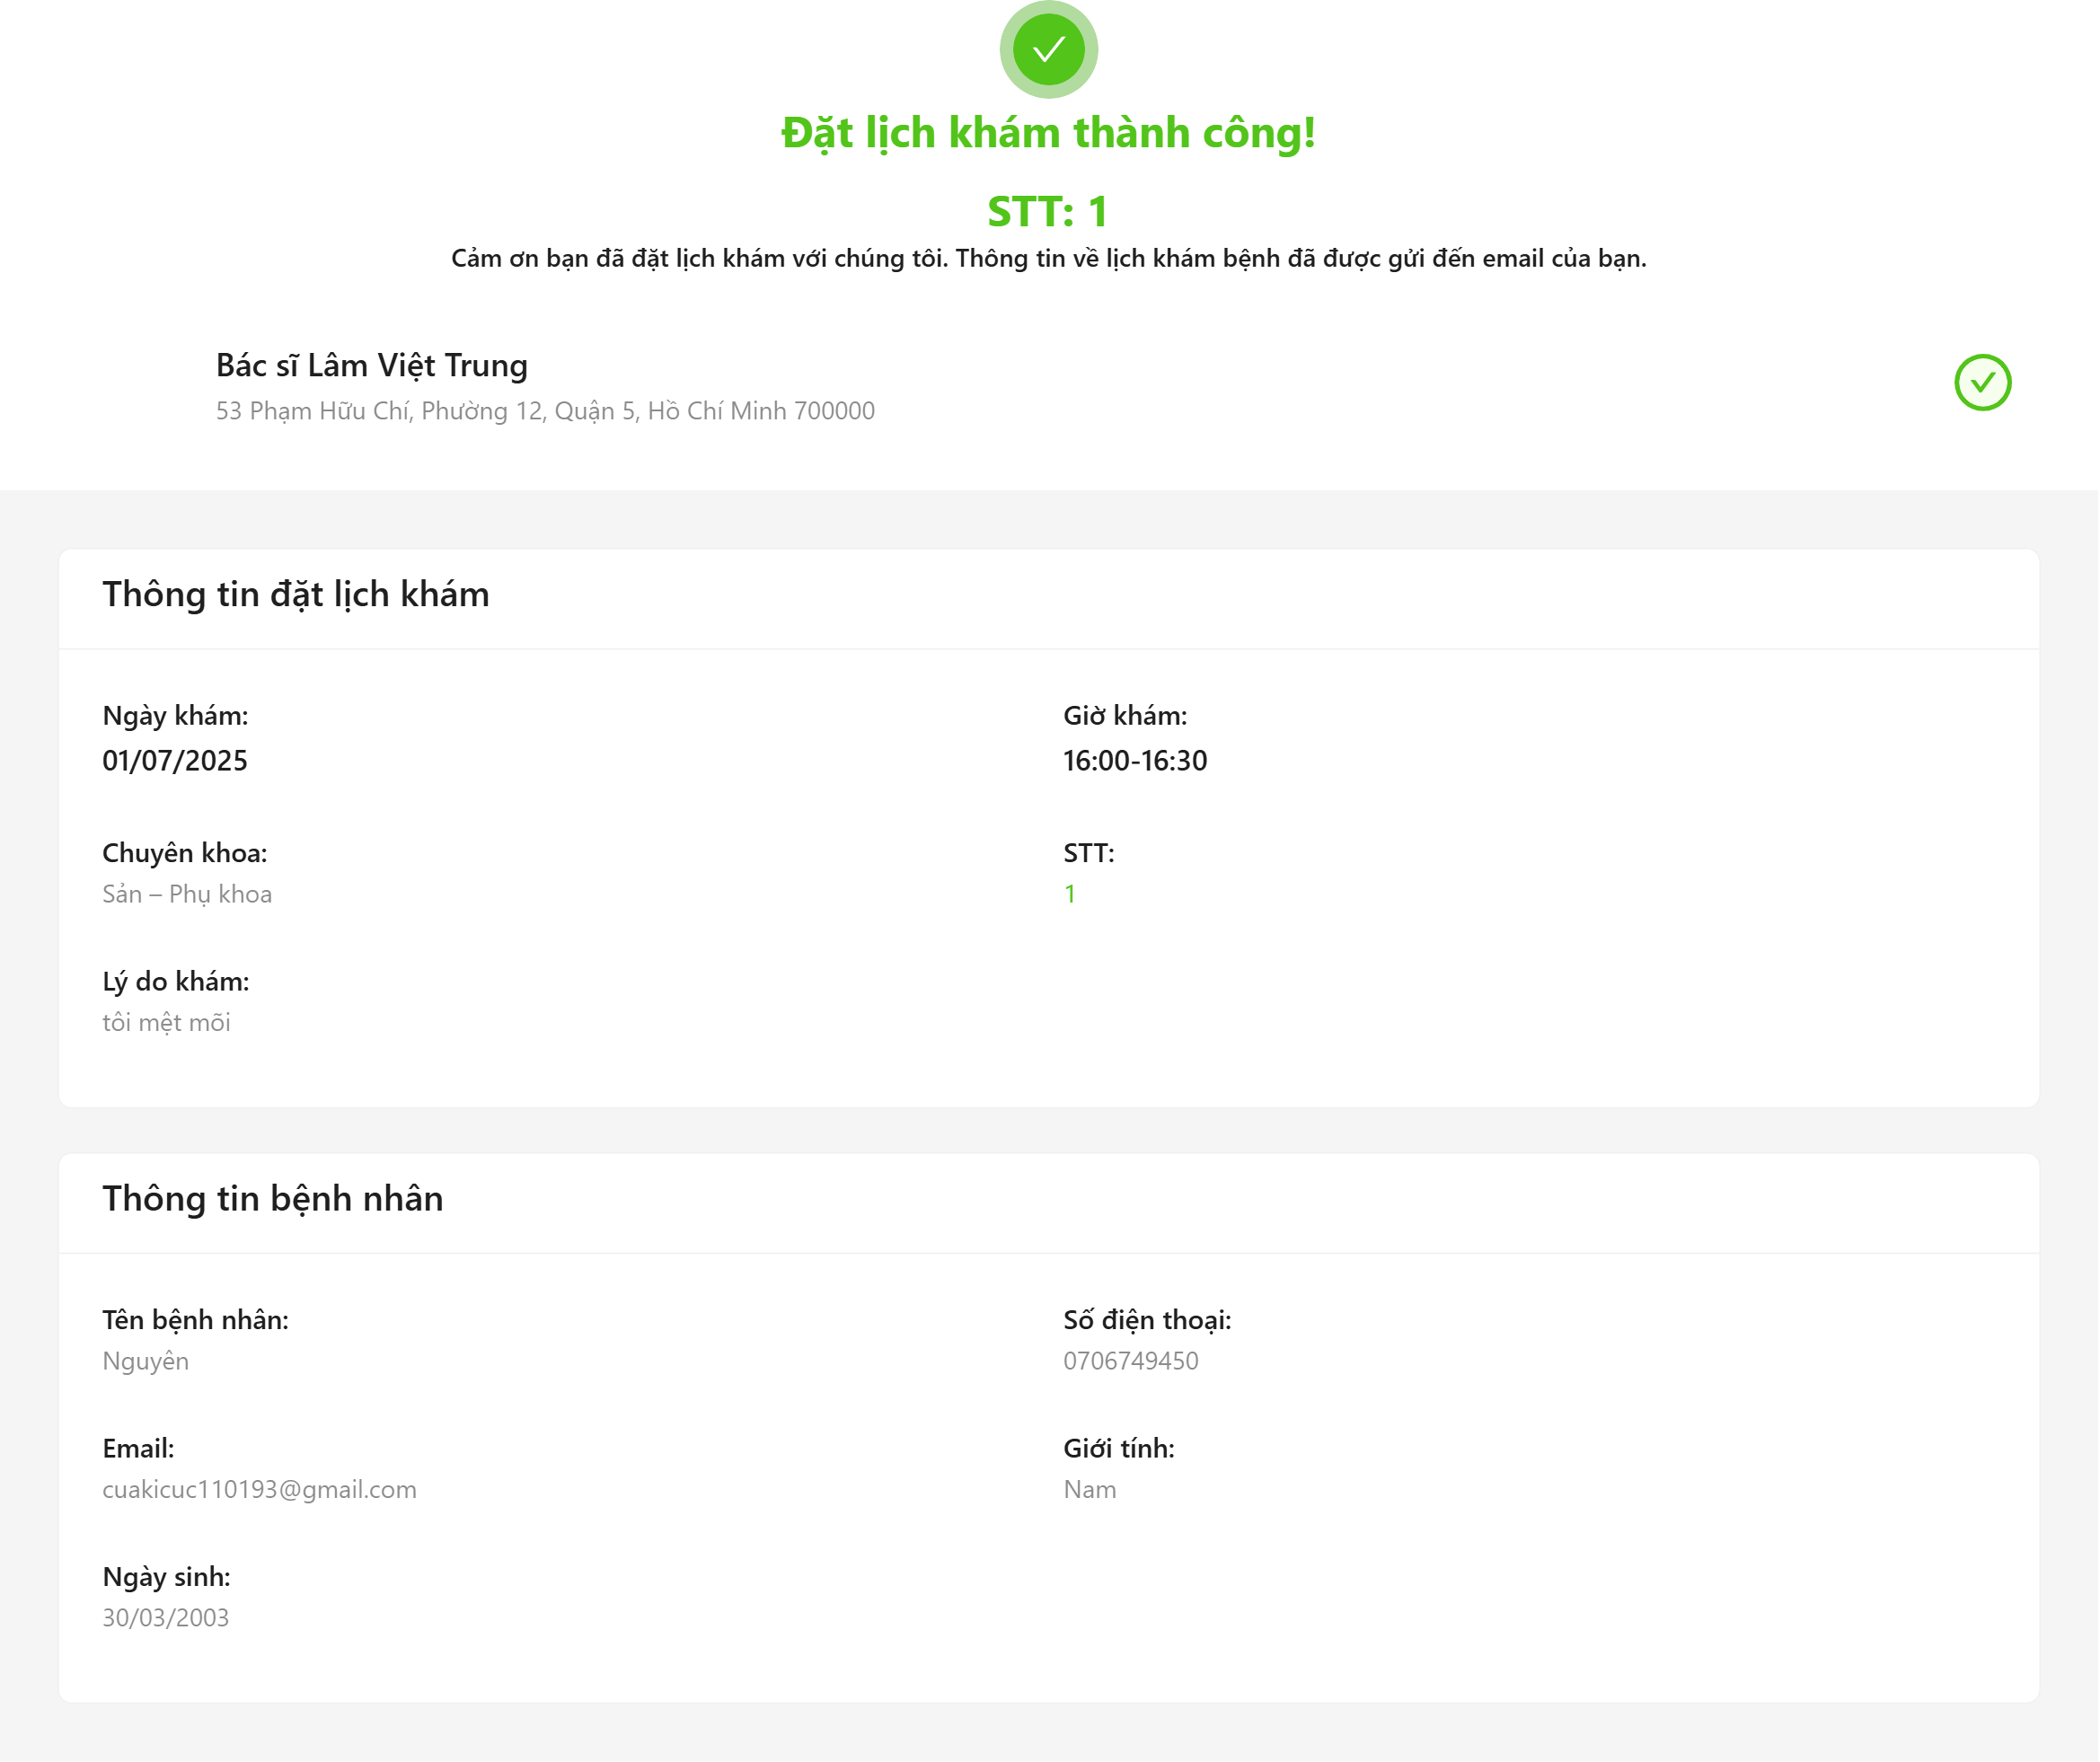 Đặt lịch khám thành công!
STT: 1
Cảm ơn bạn đã đặt lịch khám với chúng tôi. Thông tin về lịch khám bệnh đã được gửi đến email của bạn.
Bác sĩ Lâm Việt Trung
53 Phạm Hữu Chí, Phường 12, Quận 5, Hồ Chí Minh 700000
Thông tin đặt lịch khám
Ngày khám:
01/07/2025
Giờ khám:
16:00-16:30
Chuyên khoa:
Sản – Phụ khoa
STT:
1
Lý do khám:
tôi mệt mõi
Thông tin bệnh nhân
Tên bệnh nhân:
Nguyên
Số điện thoại:
0706749450
Email:
cuakicuc110193@gmail.com
Giới tính:
Nam
Ngày sinh:
30/03/2003